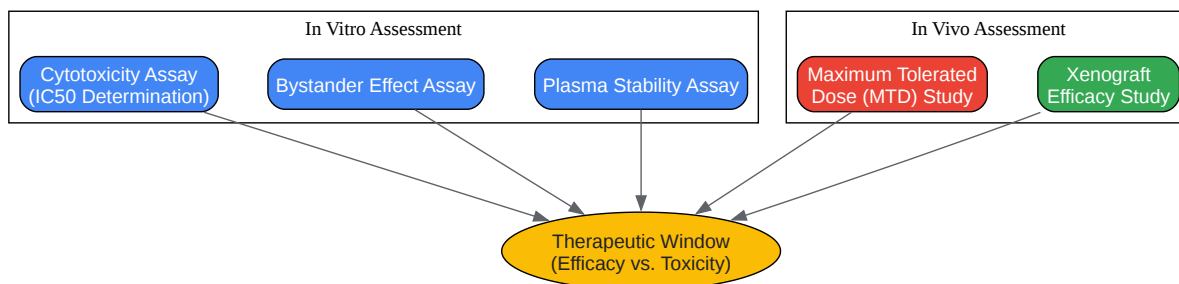 In Vitro Assessment
Cytotoxicity Assay
(IC50 Determination)
Bystander Effect Assay
Plasma Stability Assay
In Vivo Assessment
Maximum Tolerated
Dose (MTD) Study
Xenograft
Efficacy Study
Therapeutic Window
(Efficacy vs. Toxicity)